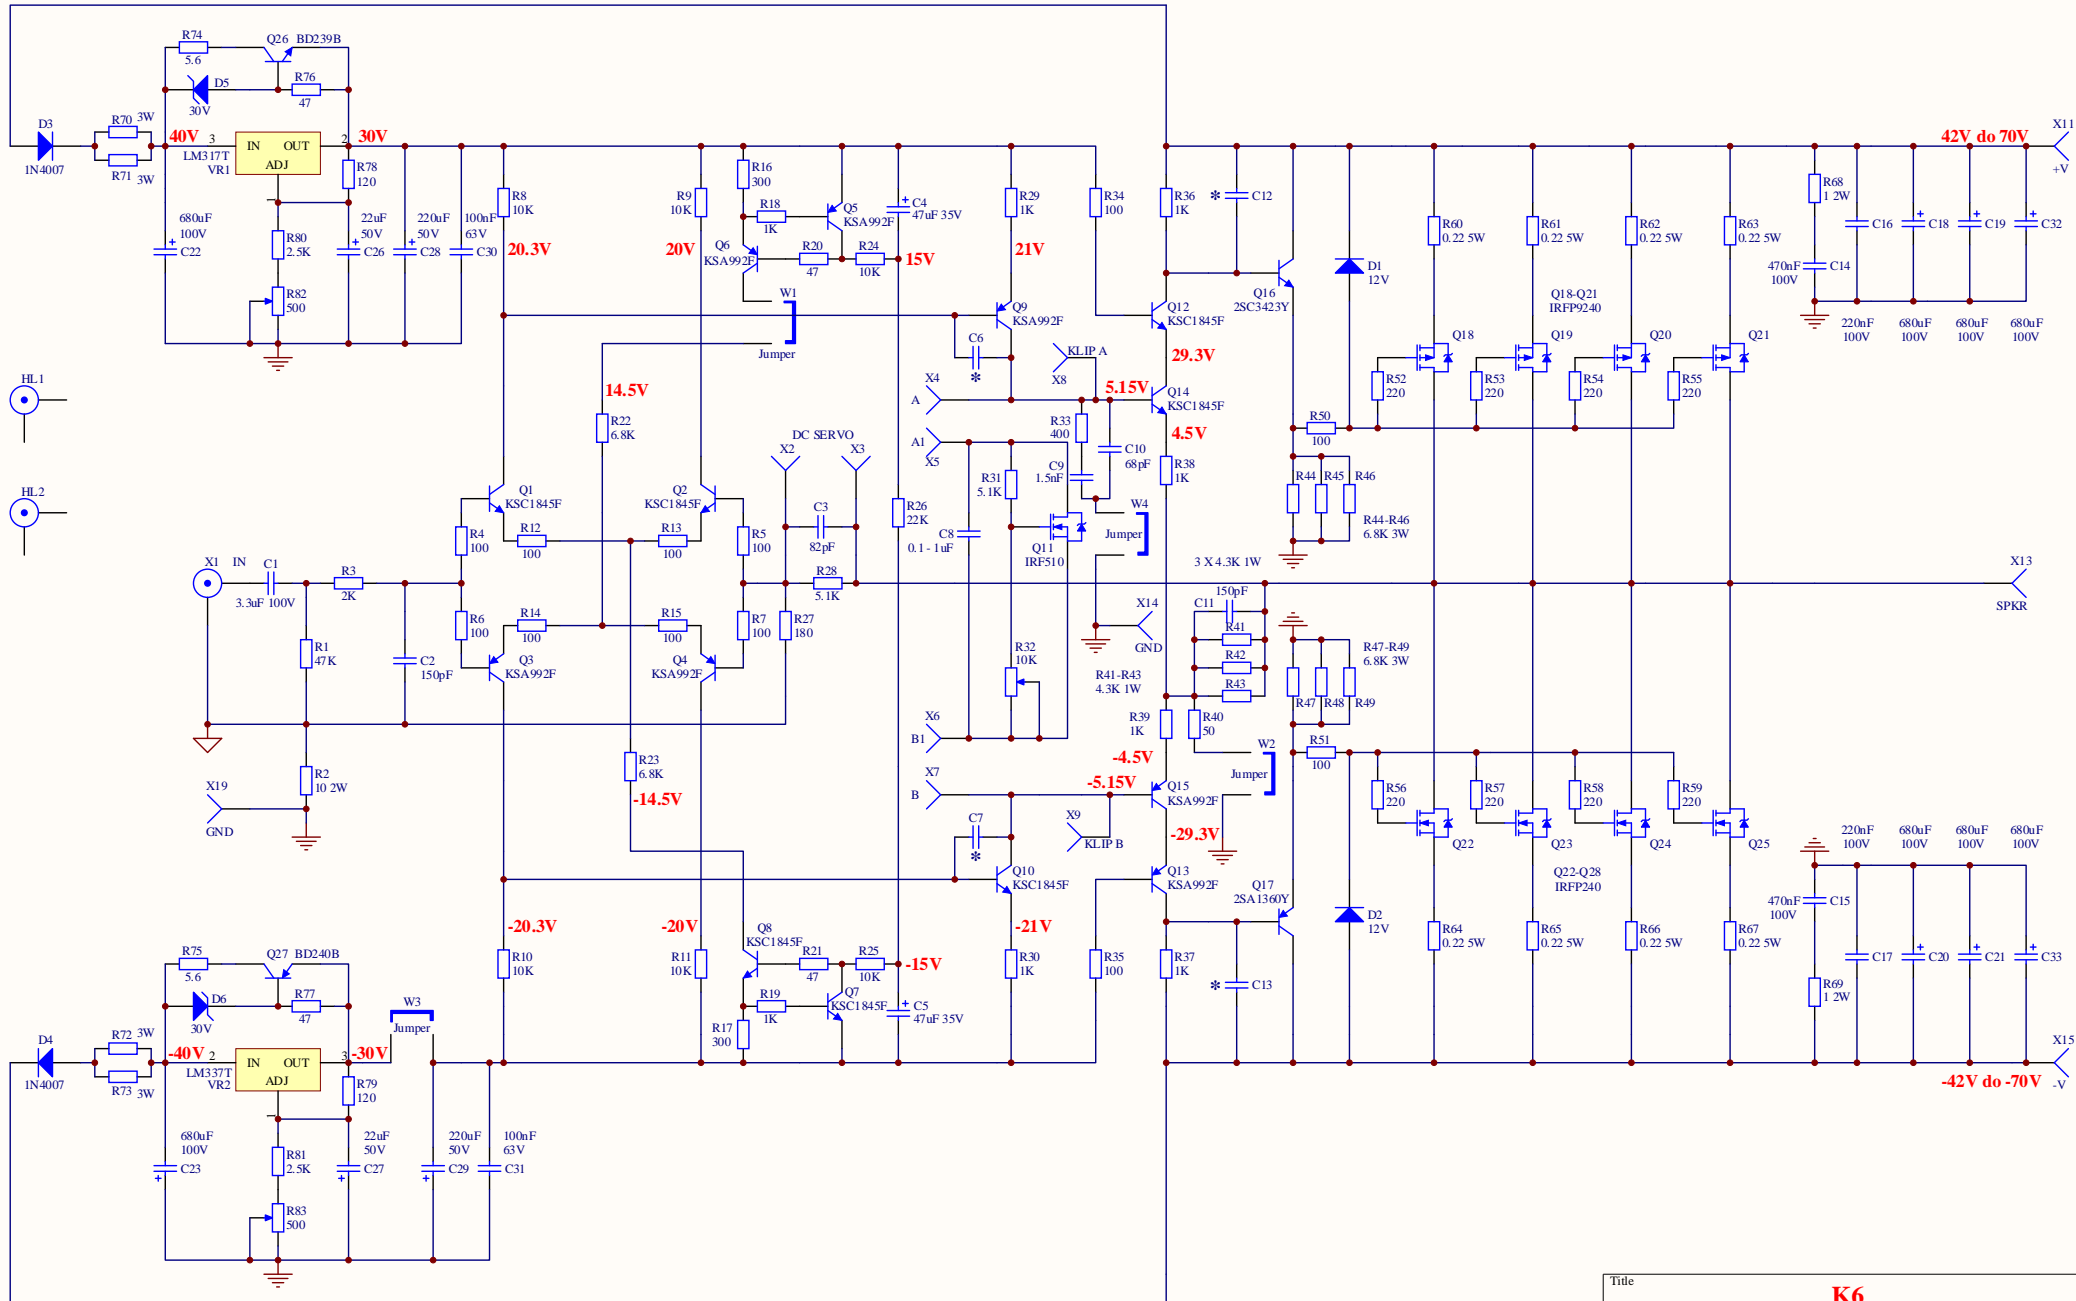 R74
5.6
Q26 BD239B
D5
30V
R76
47
D3
1N4007
R70 3W
R71 3W
40V
3
IN OUT
ADJ
LM317T
VR1
2
30V
1
R78
120
680uF
100V
C22
R80
2.5K
22uF
50V
C26
220uF
50V
C28
100nF
63V
C30
R82
500
R8
10K
20.3V
R9
10K
20V
R16
300
R18
1K
Q5
KSA992F
Q6
KSA992F
R20
47
R24
10K
C4
47uF 35V
15V
W1
Jumper
R29
1K
21V
R34
100
R36
1K
* C12
Q9
KSA992F
C6
*
KLIP A
X8
Q12
KSC1845F
29.3V
Q16
2SC3423Y
D1
12V
42V do 70V
X11
+V
R60
0.22 5W
R61
0.22 5W
R62
0.22 5W
R63
0.22 5W
R68
1 2W
C16
C18
C19
C32
470nF
100V
C14
Q18-Q21
IRFP9240
Q18
Q19
Q20
Q21
220nF
100V
680uF
100V
680uF
100V
680uF
100V
R52
220
R53
220
R54
220
R55
220
HL1
HL2
14.5V
R22
6.8K
X4
A
A1
X5
5.15V
Q14
KSC1845F
4.5V
R33
400
C10
68pF
C9
1.5nF
R38
1K
R50
100
R44
R45
R46
R44-R46
6.8K 3W
DC SERVO
X2
X3
Q1
KSC1845F
Q2
KSC1845F
R4
100
R12
100
R13
100
R5
100
C3
82pF
R26
22K
R31
5.1K
C8
0.1 - 1uF
Q11
IRF510
W4
Jumper
3 X 4.3K 1W
X1 IN
C1
3.3uF 100V
R3
2K
R28
5.1K
X13
SPKR
R6
100
R14
100
R15
100
R7
100
R27
180
R1
47K
C2
150pF
Q3
KSA992F
Q4
KSA992F
R32
10K
X14
GND
150pF
C11
R41
R42
R43
R41-R43
4.3K 1W
R47-R49
6.8K 3W
R47
R48
R49
X19
GND
R2
10 2W
R23
6.8K
-14.5V
X6
B1
X7
B
R39
1K
R40
50
-4.5V
-5.15V
W2
Jumper
R51
100
Q15
KSA992F
-29.3V
C7
*
X9
KLIP B
R56
220
R57
220
R58
220
R59
220
Q22
Q23
Q24
Q25
Q22-Q28
IRFP240
220nF
100V
680uF
100V
680uF
100V
680uF
100V
Q10
KSC1845F
Q13
KSA992F
Q17
2SA1360Y
D2
12V
470nF
100V
C15
-20.3V
-20V
-21V
-15V
R10
10K
R11
10K
Q8
KSC1845F
R21
47
R25
10K
R19
1K
Q7
KSC1845F
R17
300
C5
47uF 35V
R30
1K
R35
100
R37
1K
* C13
R64
0.22 5W
R65
0.22 5W
R66
0.22 5W
R67
0.22 5W
R69
1 2W
C17
C20
C21
C33
-42V do -70V
X15
-V
R75
5.6
Q27 BD240B
D6
30V
R77
47
W3
Jumper
D4
1N4007
R72 3W
R73 3W
-40V
2
IN OUT
ADJ
LM337T
VR2
3
-30V
1
R79
120
680uF
100V
C23
R81
2.5K
22uF
50V
C27
220uF
50V
C29
100nF
63V
C31
R83
500
Title
K6